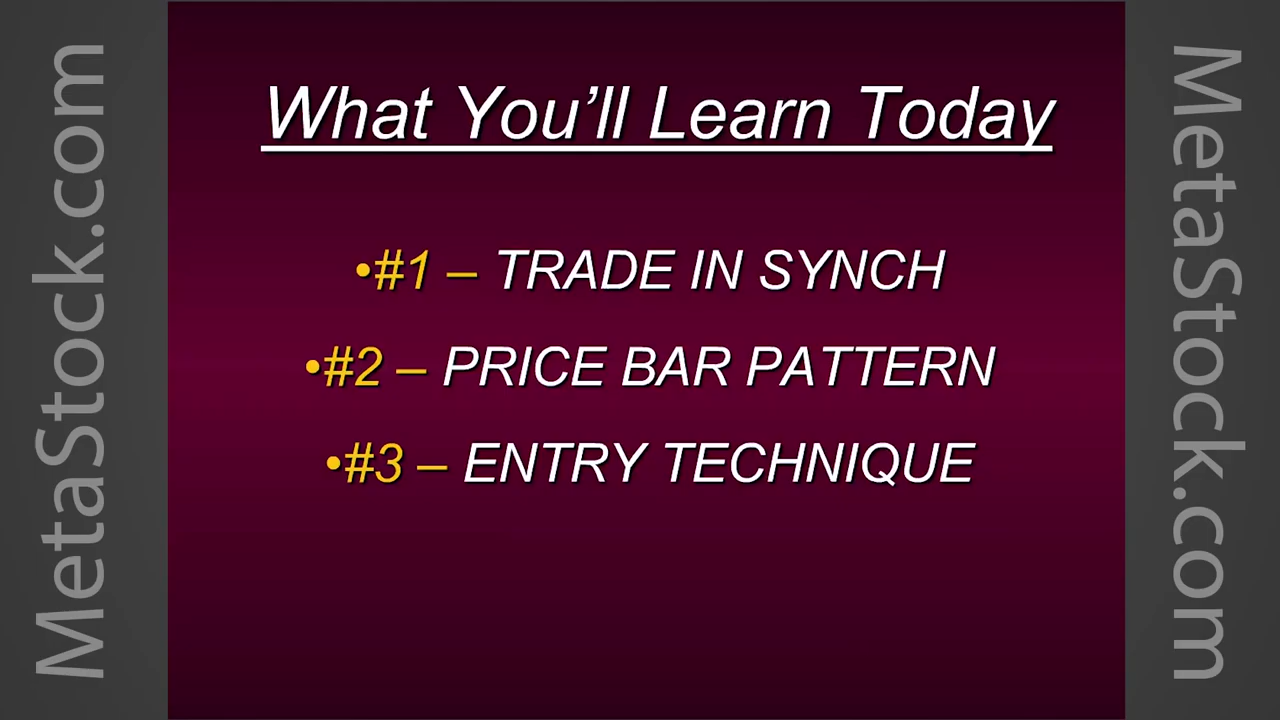 MetaStock.com
What You'll Learn Today
•#1 – TRADE IN SYNCH
•#2 – PRICE BAR PATTERN
•#3 – ENTRY TECHNIQUE
MetaStock.com